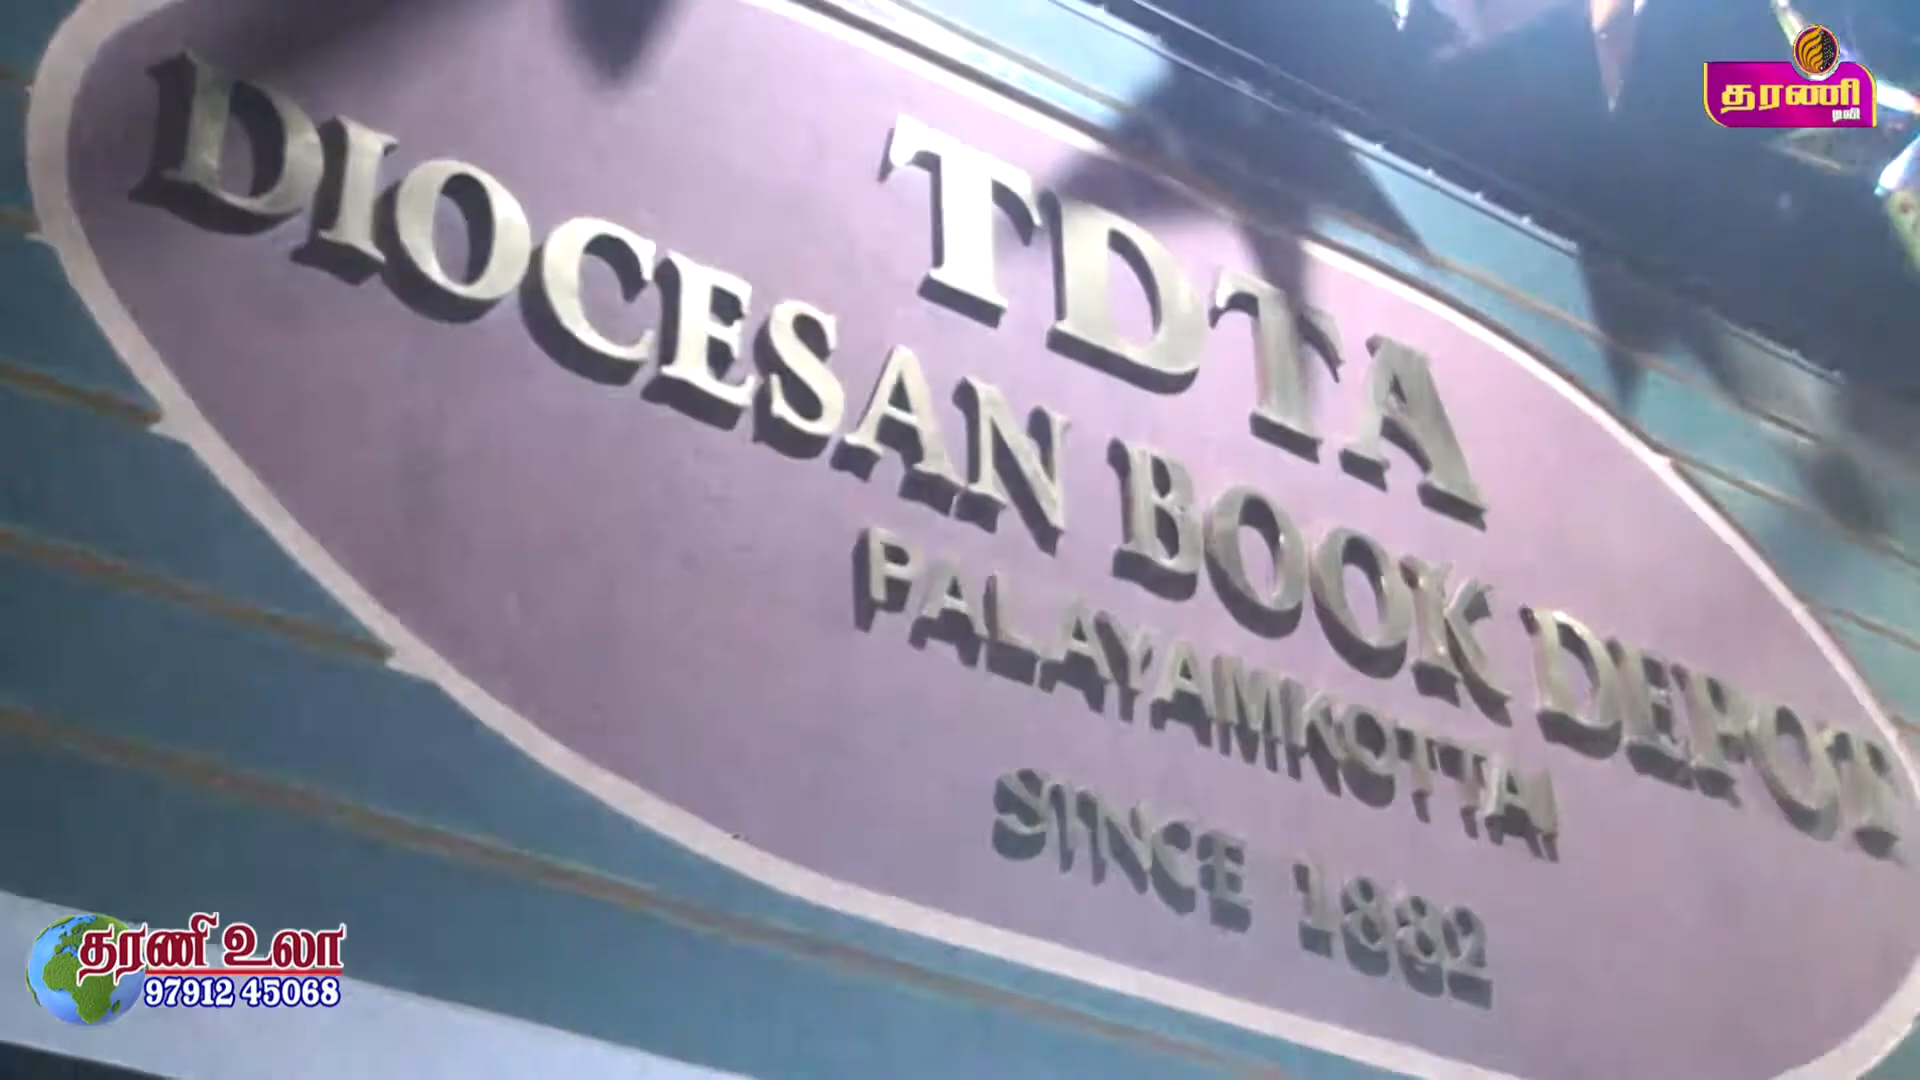 தரணி
டிவி
TDTA
DIOCESAN BOOK DEPOT
PALAYAMKOTTAI
SINCE 1882
தரணி உலா
97912 45068